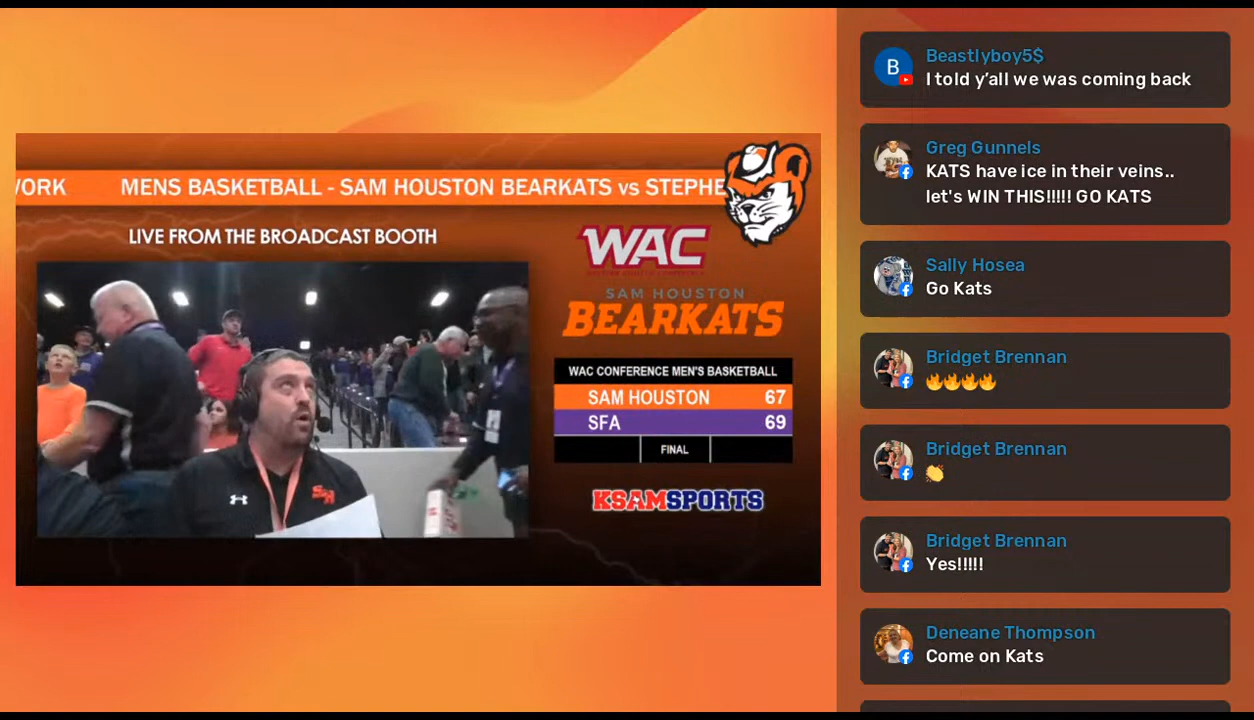 WORK MENS BASKETBALL - SAM HOUSTON BEARKATS vs STEPHE
LIVE FROM THE BROADCAST BOOTH
WAC
SAM HOUSTON
BEARKATS
WAC CONFERENCE MEN'S BASKETBALL
SAM HOUSTON 67
SFA 69
FINAL
KSAMSPORTS
SH
B
Beastlyboy5$
I told y'all we was coming back
Greg Gunnels
KATS have ice in their veins..
let's WIN THIS!!!!! GO KATS
Sally Hosea
Go Kats
Bridget Brennan
🔥🔥🔥🔥
Bridget Brennan
👏
Bridget Brennan
Yes!!!!!
Deneane Thompson
Come on Kats